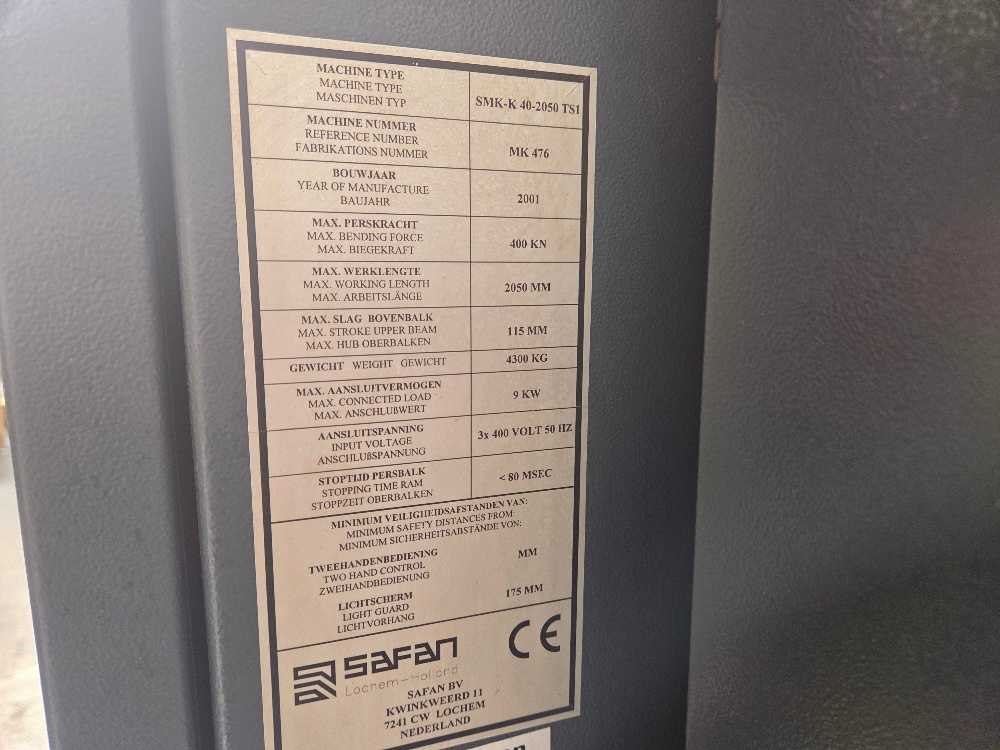 MACHINE TYPE
MACHINE TYPE
MASCHINEN TYP
SMK-K 40-2050 TS1
MACHINE NUMMER
REFERENCE NUMBER
FABRIKATIONS NUMMER
MK 476
BOUWJAAR
YEAR OF MANUFACTURE
BAUJAHR
2001
MAX. PERSKRACHT
MAX. BENDING FORCE
MAX. BIEGEKRAFT
400 KN
MAX. WERKLENGTE
MAX. WORKING LENGTH
MAX. ARBEITSLÄNGE
2050 MM
MAX. SLAG BOVENBALK
MAX. STROKE UPPER BEAM
MAX. HUB OBERBALKEN
115 MM
GEWICHT WEIGHT GEWICHT
4300 KG
MAX. AANSLUITVERMOGEN
MAX. CONNECTED LOAD
MAX. ANSCHLUßWERT
9 KW
AANSLUITSPANNING
INPUT VOLTAGE
ANSCHLUßSPANNUNG
3x 400 VOLT 50 HZ
STOPTIJD PERSBALK
STOPPING TIME RAM
STOPPZEIT OBERBALKEN
< 80 MSEC
MINIMUM VEILIGHEIDSAFSTANDEN VAN:
MINIMUM SAFETY DISTANCES FROM:
MINIMUM SICHERHEITSABSTÄNDE VON:
TWEEHANDENBEDIENING
TWO HAND CONTROL
ZWEIHANDBEDIENUNG
MM
LICHTSCHERM
LIGHT GUARD
LICHTVORHANG
175 MM
SAFAN
Lochem-Holland
CE
SAFAN BV
KWINKWEERD 11
7241 CW LOCHEM
NEDERLAND